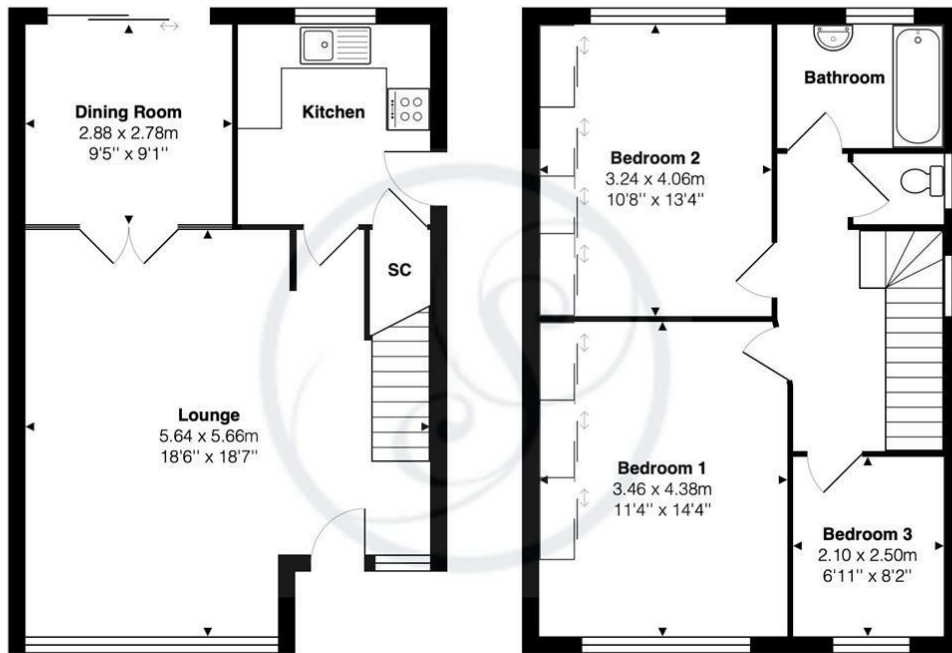 Dining Room
2.88 x 2.78m
9'5'' x 9'1''
Kitchen
SC
Lounge
5.64 x 5.66m
18'6'' x 18'7''
Bedroom 2
3.24 x 4.06m
10'8'' x 13'4''
Bathroom
Bedroom 1
3.46 x 4.38m
11'4'' x 14'4''
Bedroom 3
2.10 x 2.50m
6'11'' x 8'2''